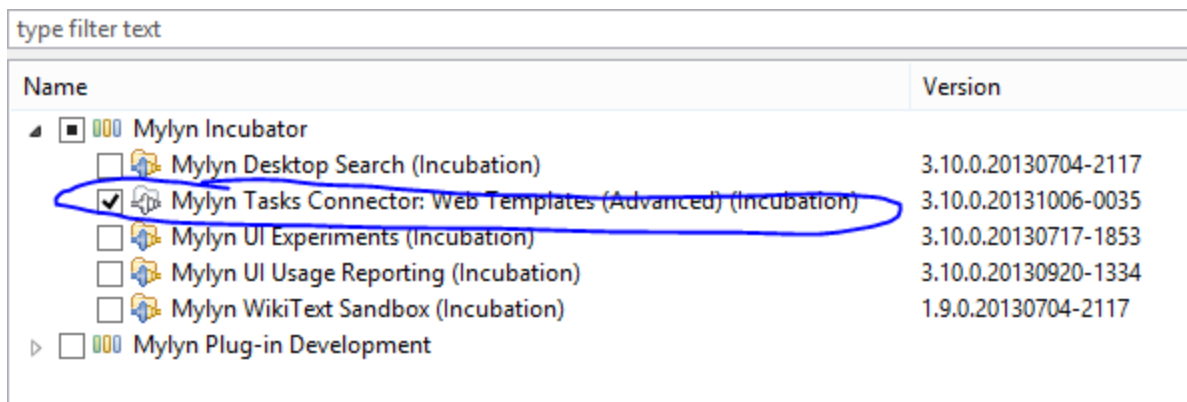 type filter text
Name Version
Mylyn Incubator
Mylyn Desktop Search (Incubation) 3.10.0.20130704-2117
Mylyn Tasks Connector: Web Templates (Advanced) (Incubation) 3.10.0.20131006-0035
Mylyn UI Experiments (Incubation) 3.10.0.20130717-1853
Mylyn UI Usage Reporting (Incubation) 3.10.0.20130920-1334
Mylyn WikiText Sandbox (Incubation) 1.9.0.20130704-2117
Mylyn Plug-in Development